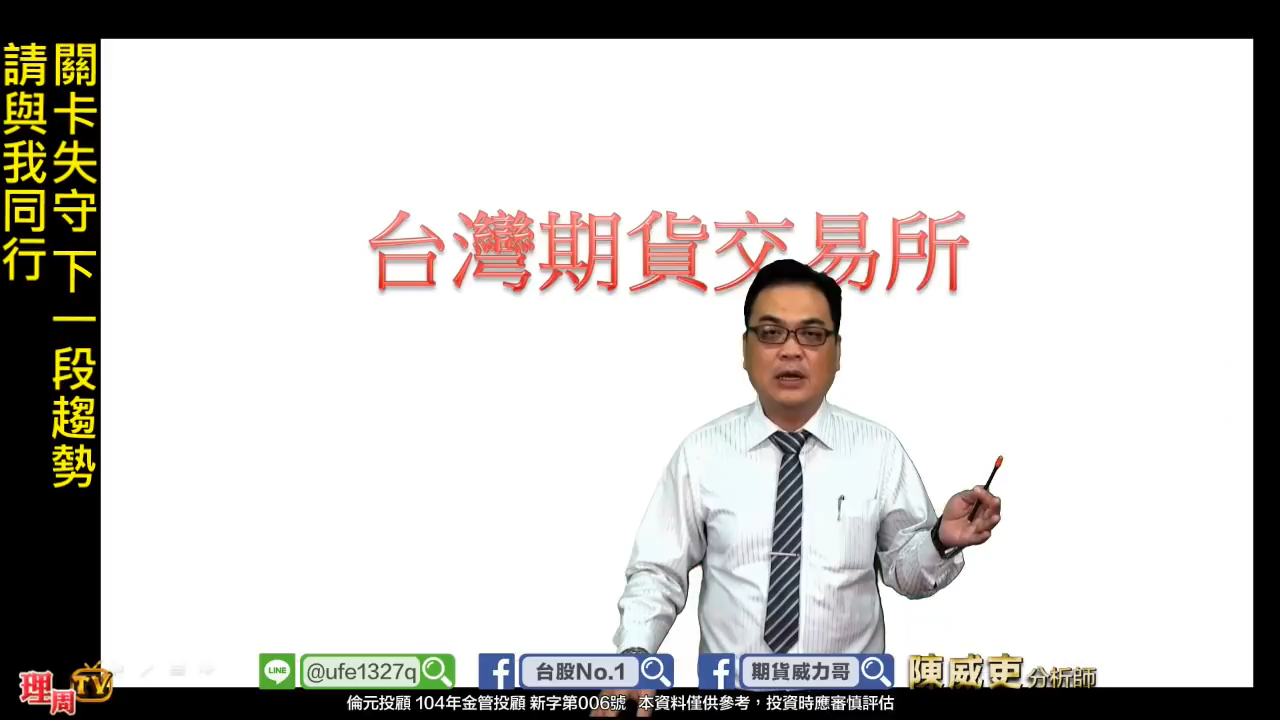 關卡失守 下一段趨勢
請與我同行
台灣期貨交易所
LINE
@ufe1327q
台股No.1
期貨威力哥
陳威吏 分析師
理周TV
倫元投顧 104年金管投顧 新字第006號 本資料僅供參考，投資時應審慎評估